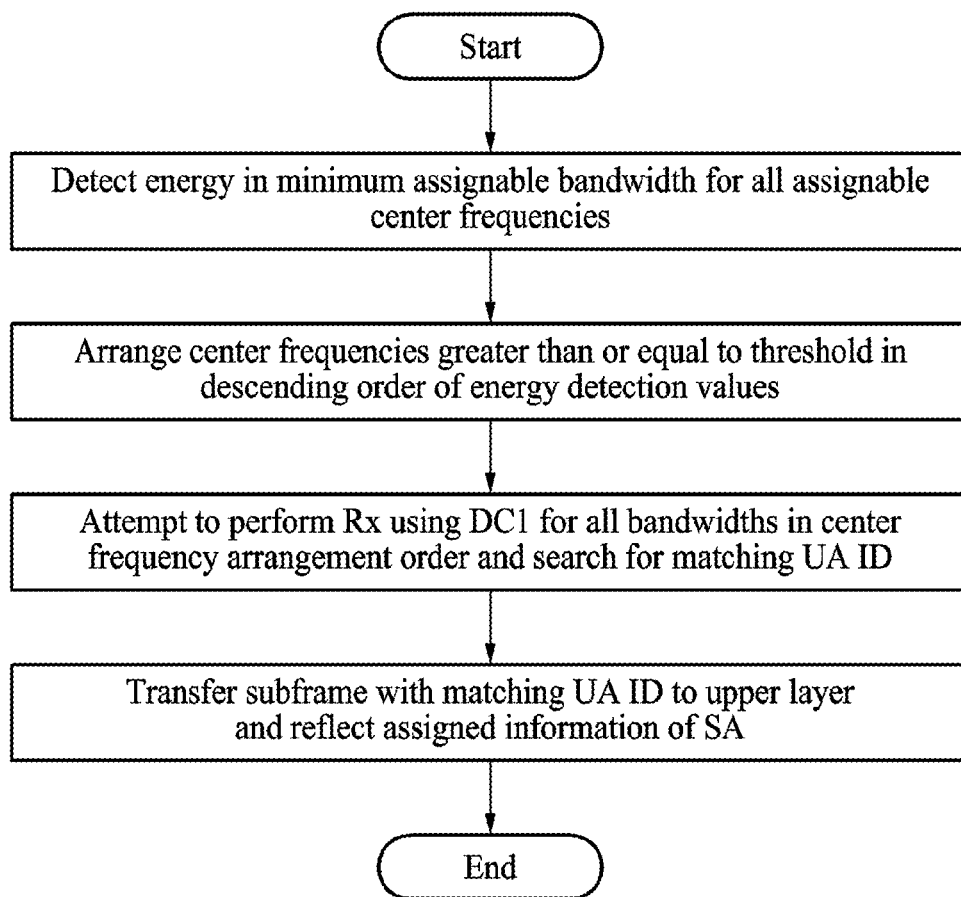 Start
Detect energy in minimum assignable bandwidth for all assignable
center frequencies
Arrange center frequencies greater than or equal to threshold in
descending order of energy detection values
Attempt to perform Rx using DC1 for all bandwidths in center
frequency arrangement order and search for matching UA ID
Transfer subframe with matching UA ID to upper layer
and reflect assigned information of SA
End